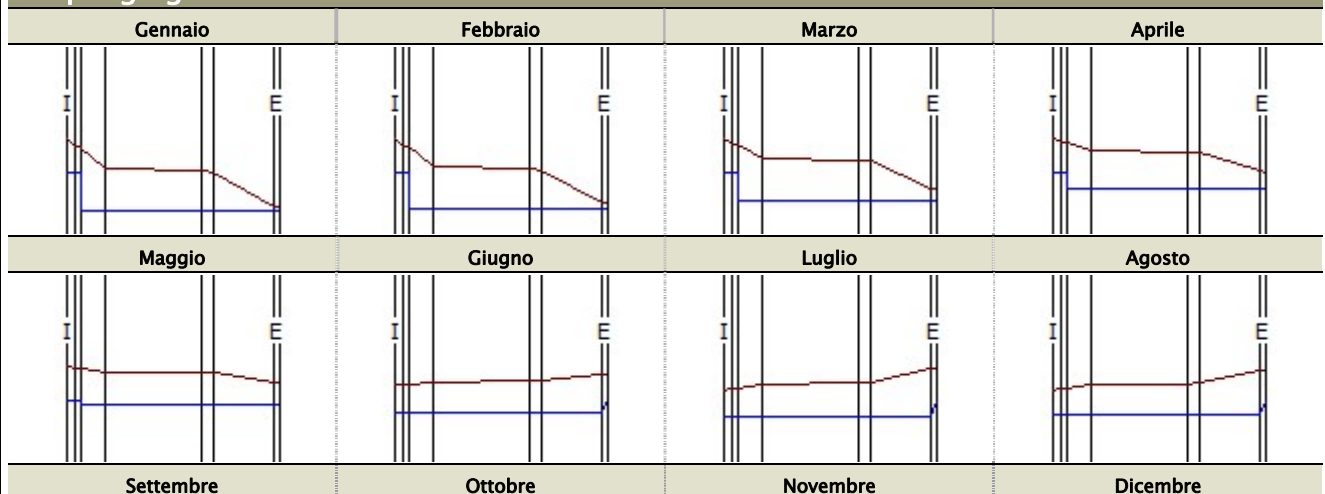 Gennaio Febbraio Marzo Aprile
I E I E I E I E
Maggio Giugno Luglio Agosto
I E I E I E I E
Settembre Ottobre Novembre Dicembre